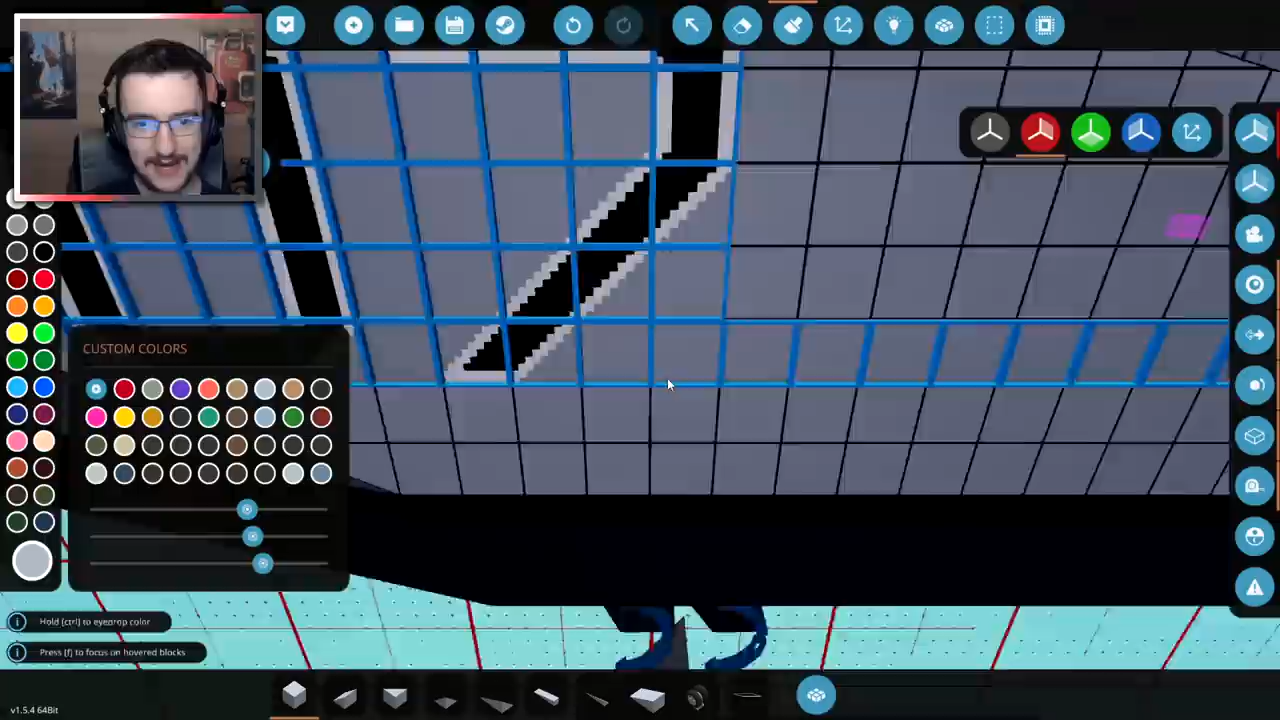 CUSTOM COLORS
Hold [ctrl] to eyedrop color
Press [f] to focus on hovered blocks
v1.5.4 64Bit